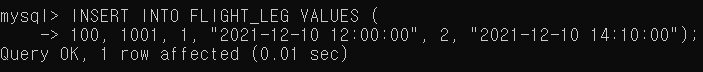 mysql> INSERT INTO FLIGHT_LEG VALUES (
-> 100, 1001, 1, "2021-12-10 12:00:00", 2, "2021-12-10 14:10:00");
Query OK, 1 row affected (0.01 sec)